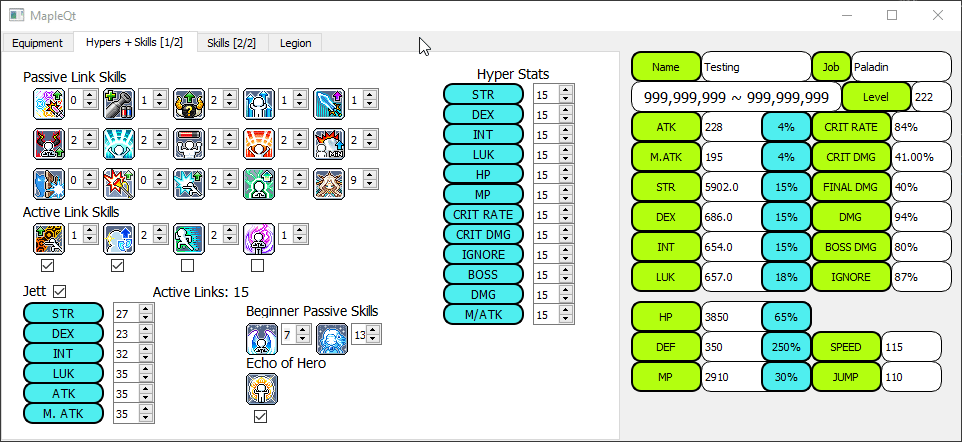 MapleQt
Equipment Hypers + Skills [1/2] Skills [2/2] Legion
Passive Link Skills
0 1 2 1 1
2 2 2 2 2
0 0 2 2 9
Active Link Skills
1 2 2 1
Jett Active Links: 15
STR 27
DEX 23
INT 32
LUK 35
ATK 35
M. ATK 35
Beginner Passive Skills
7 13
Echo of Hero
Hyper Stats
STR 15
DEX 15
INT 15
LUK 15
HP 15
MP 15
CRIT RATE 15
CRIT DMG 15
IGNORE 15
BOSS 15
DMG 15
M/ATK 15
Name Testing Job Paladin
999,999,999 ~ 999,999,999 Level 222
ATK 228 4% CRIT RATE 84%
M.ATK 195 4% CRIT DMG 41.00%
STR 5902.0 15% FINAL DMG 40%
DEX 686.0 15% DMG 94%
INT 654.0 15% BOSS DMG 80%
LUK 657.0 18% IGNORE 87%
HP 3850 65%
DEF 350 250% SPEED 115
MP 2910 30% JUMP 110